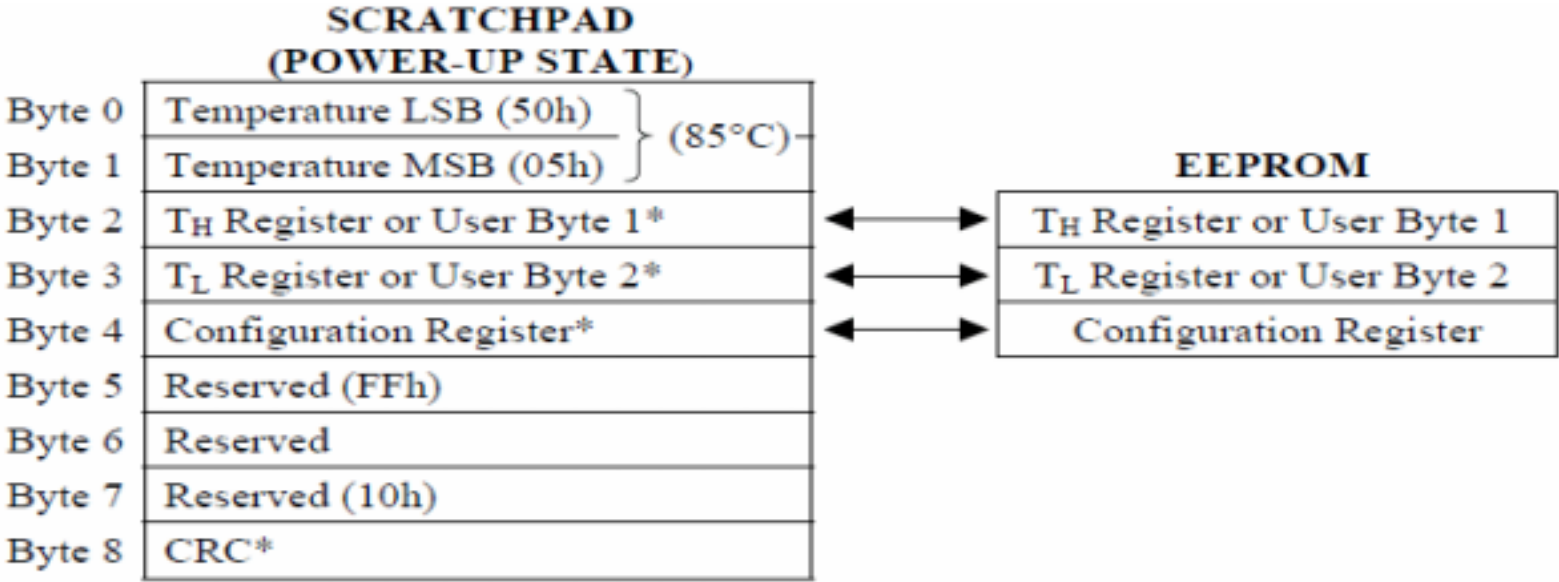 SCRATCHPAD
(POWER-UP STATE)
Byte 0 Temperature LSB (50h)
(85°C)
Byte 1 Temperature MSB (05h)
Byte 2 TH Register or User Byte 1*
Byte 3 TL Register or User Byte 2*
Byte 4 Configuration Register*
Byte 5 Reserved (FFh)
Byte 6 Reserved
Byte 7 Reserved (10h)
Byte 8 CRC*
EEPROM
TH Register or User Byte 1
TL Register or User Byte 2
Configuration Register